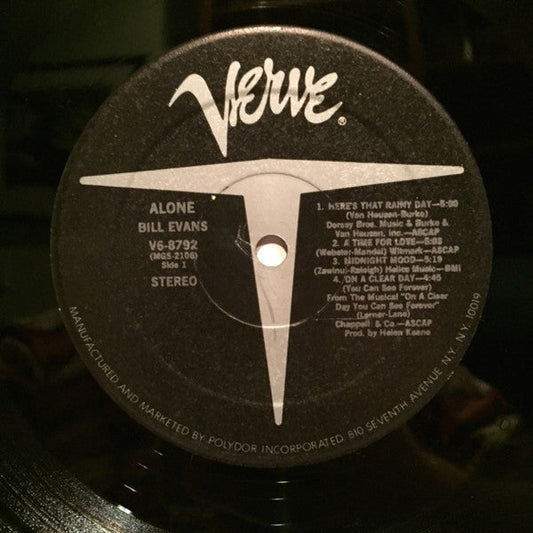 Verve®
ALONE
BILL EVANS
V6-8792
(MGS-2106)
Side 1
STEREO
1. HERE'S THAT RAINY DAY—5:00
(Van Heusen-Burke)
Dorsey Bros. Music & Burke &
Van Heusen, Inc.—ASCAP
2. A TIME FOR LOVE—5:03
(Webster-Mandel) Witmark—ASCAP
3. MIDNIGHT MOOD—5:19
(Zawinul-Raleigh) Helios Music—BMI
4. ON A CLEAR DAY—4:45
(You Can See Forever)
From The Musical "On A Clear
Day You Can See Forever"
(Lerner-Lane)
Chappell & Co.—ASCAP
Prod. by Helen Keane
MANUFACTURED AND MARKETED BY POLYDOR INCORPORATED, 810 SEVENTH AVENUE N.Y. N.Y. 10019